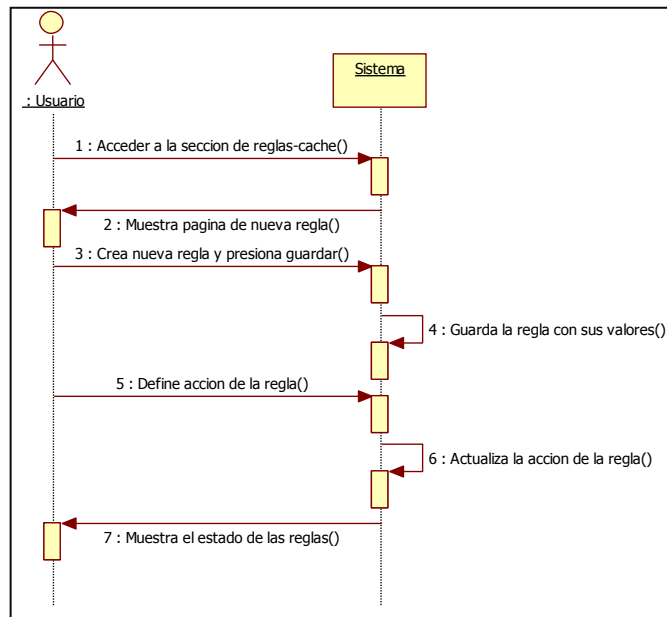 Sistema
: Usuario
1 : Acceder a la seccion de reglas-cache()
2 : Muestra pagina de nueva regla()
3 : Crea nueva regla y presiona guardar()
4 : Guarda la regla con sus valores()
5 : Define accion de la regla()
6 : Actualiza la accion de la regla()
7 : Muestra el estado de las reglas()